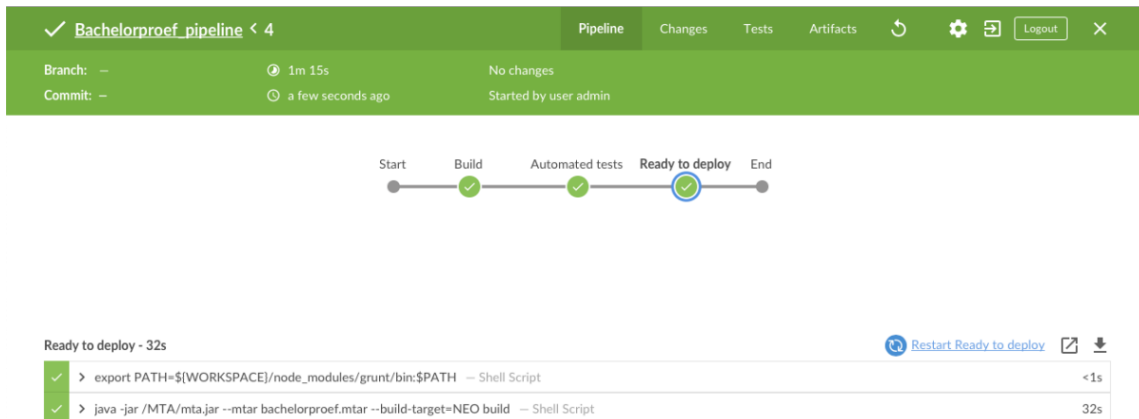 Bachelorproef_pipeline < 4 Pipeline Changes Tests Artifacts Logout
Branch: — 1m 15s No changes
Commit: — a few seconds ago Started by user admin
Start Build Automated tests Ready to deploy End
Ready to deploy - 32s Restart Ready to deploy
> export PATH=${WORKSPACE}/node_modules/grunt/bin:$PATH — Shell Script <1s
> java -jar /MTA/mta.jar --mtar bachelorproef.mtar --build-target=NEO build — Shell Script 32s